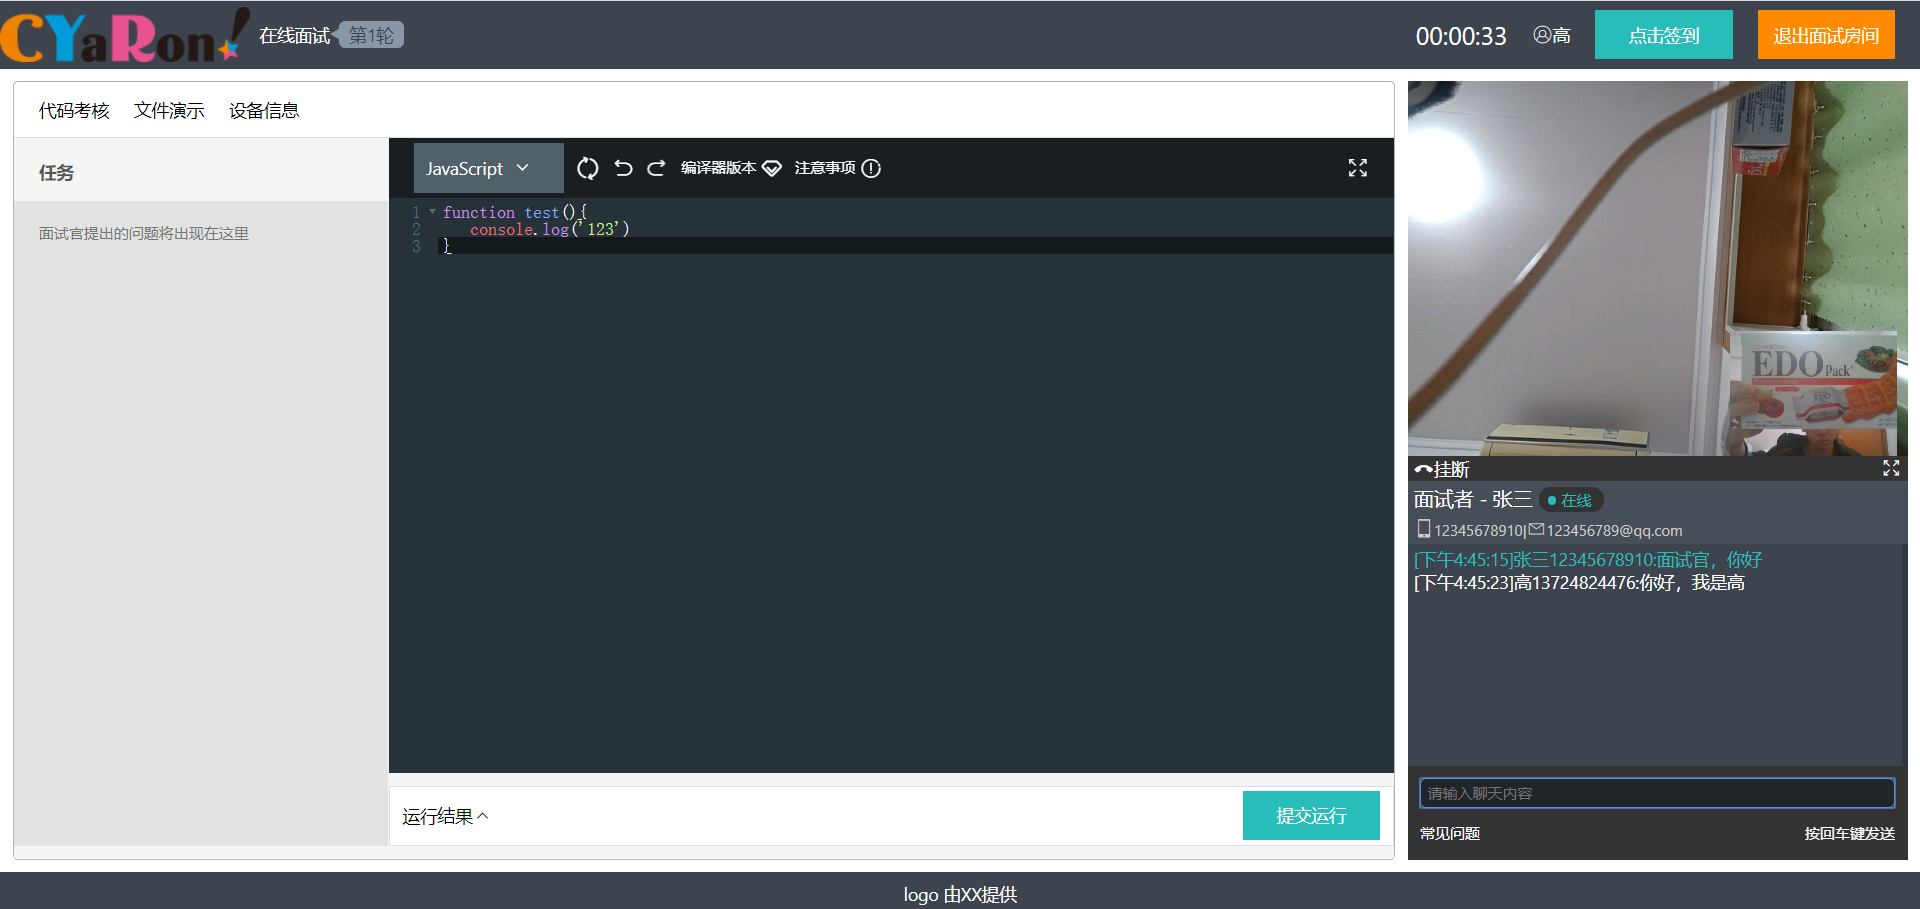 CYaRon!
在线面试 第1轮
00:00:33 高 点击签到 退出面试房间
代码考核 文件演示 设备信息
任务
面试官提出的问题将出现在这里
JavaScript 编译器版本 注意事项
1 function test(){
2 console.log('123')
3 }
运行结果
提交运行
EDO
Pack
EDO
挂断
面试者 - 张三 在线
12345678910|123456789@qq.com
[下午4:45:15]张三12345678910:面试官，你好
[下午4:45:23]高13724824476:你好，我是高
请输入聊天内容
常见问题 按回车键发送
logo 由XX提供